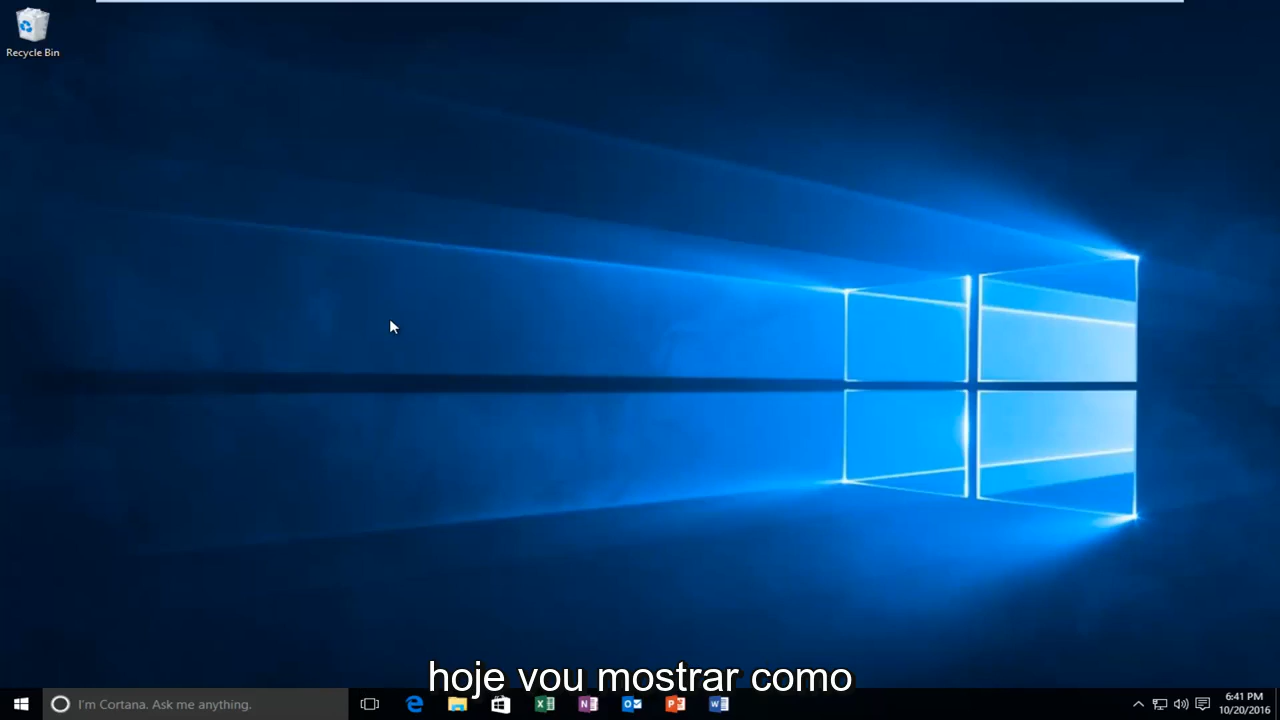 Recycle Bin
hoje vou mostrar como
I'm Cortana. Ask me anything.
6:41 PM
10/20/2016